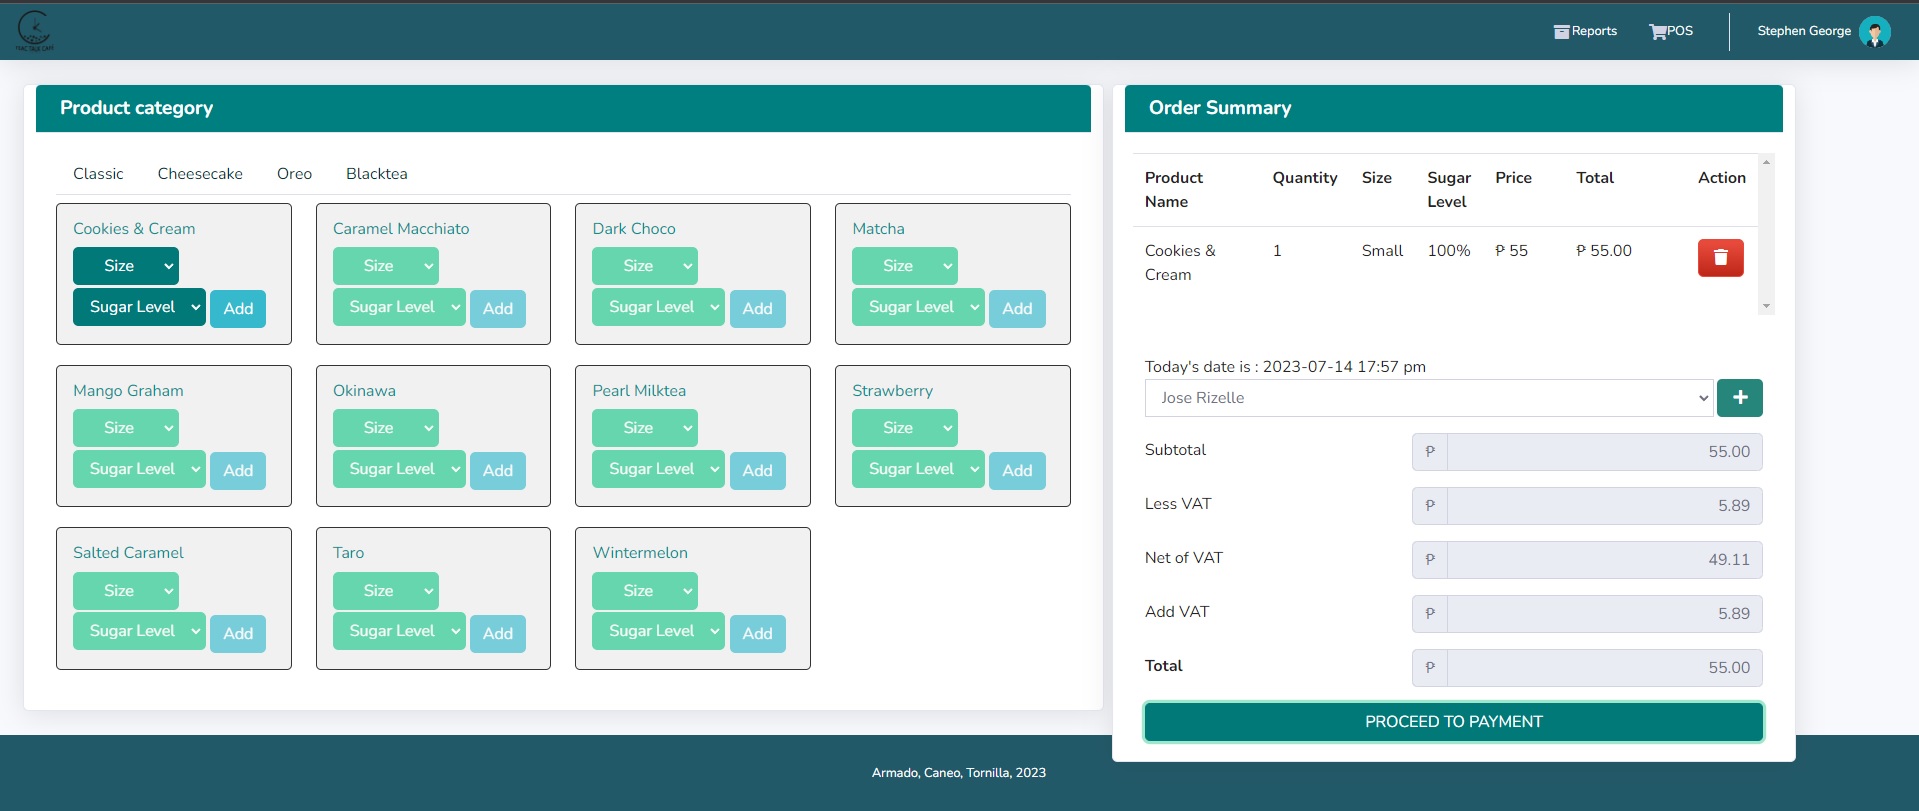 TIME TALK CAFE
Reports
POS
Stephen George
Product category
Classic Cheesecake Oreo Blacktea
Cookies & Cream
Size
Sugar Level Add
Caramel Macchiato
Size
Sugar Level Add
Dark Choco
Size
Sugar Level Add
Matcha
Size
Sugar Level Add
Mango Graham
Size
Sugar Level Add
Okinawa
Size
Sugar Level Add
Pearl Milktea
Size
Sugar Level Add
Strawberry
Size
Sugar Level Add
Salted Caramel
Size
Sugar Level Add
Taro
Size
Sugar Level Add
Wintermelon
Size
Sugar Level Add
Order Summary
Product Name Quantity Size Sugar Level Price Total Action
Cookies & Cream 1 Small 100% ₱ 55 ₱ 55.00
Today's date is : 2023-07-14 17:57 pm
Jose Rizelle +
Subtotal ₱ 55.00
Less VAT ₱ 5.89
Net of VAT ₱ 49.11
Add VAT ₱ 5.89
Total ₱ 55.00
PROCEED TO PAYMENT
Armado, Caneo, Tornilla, 2023